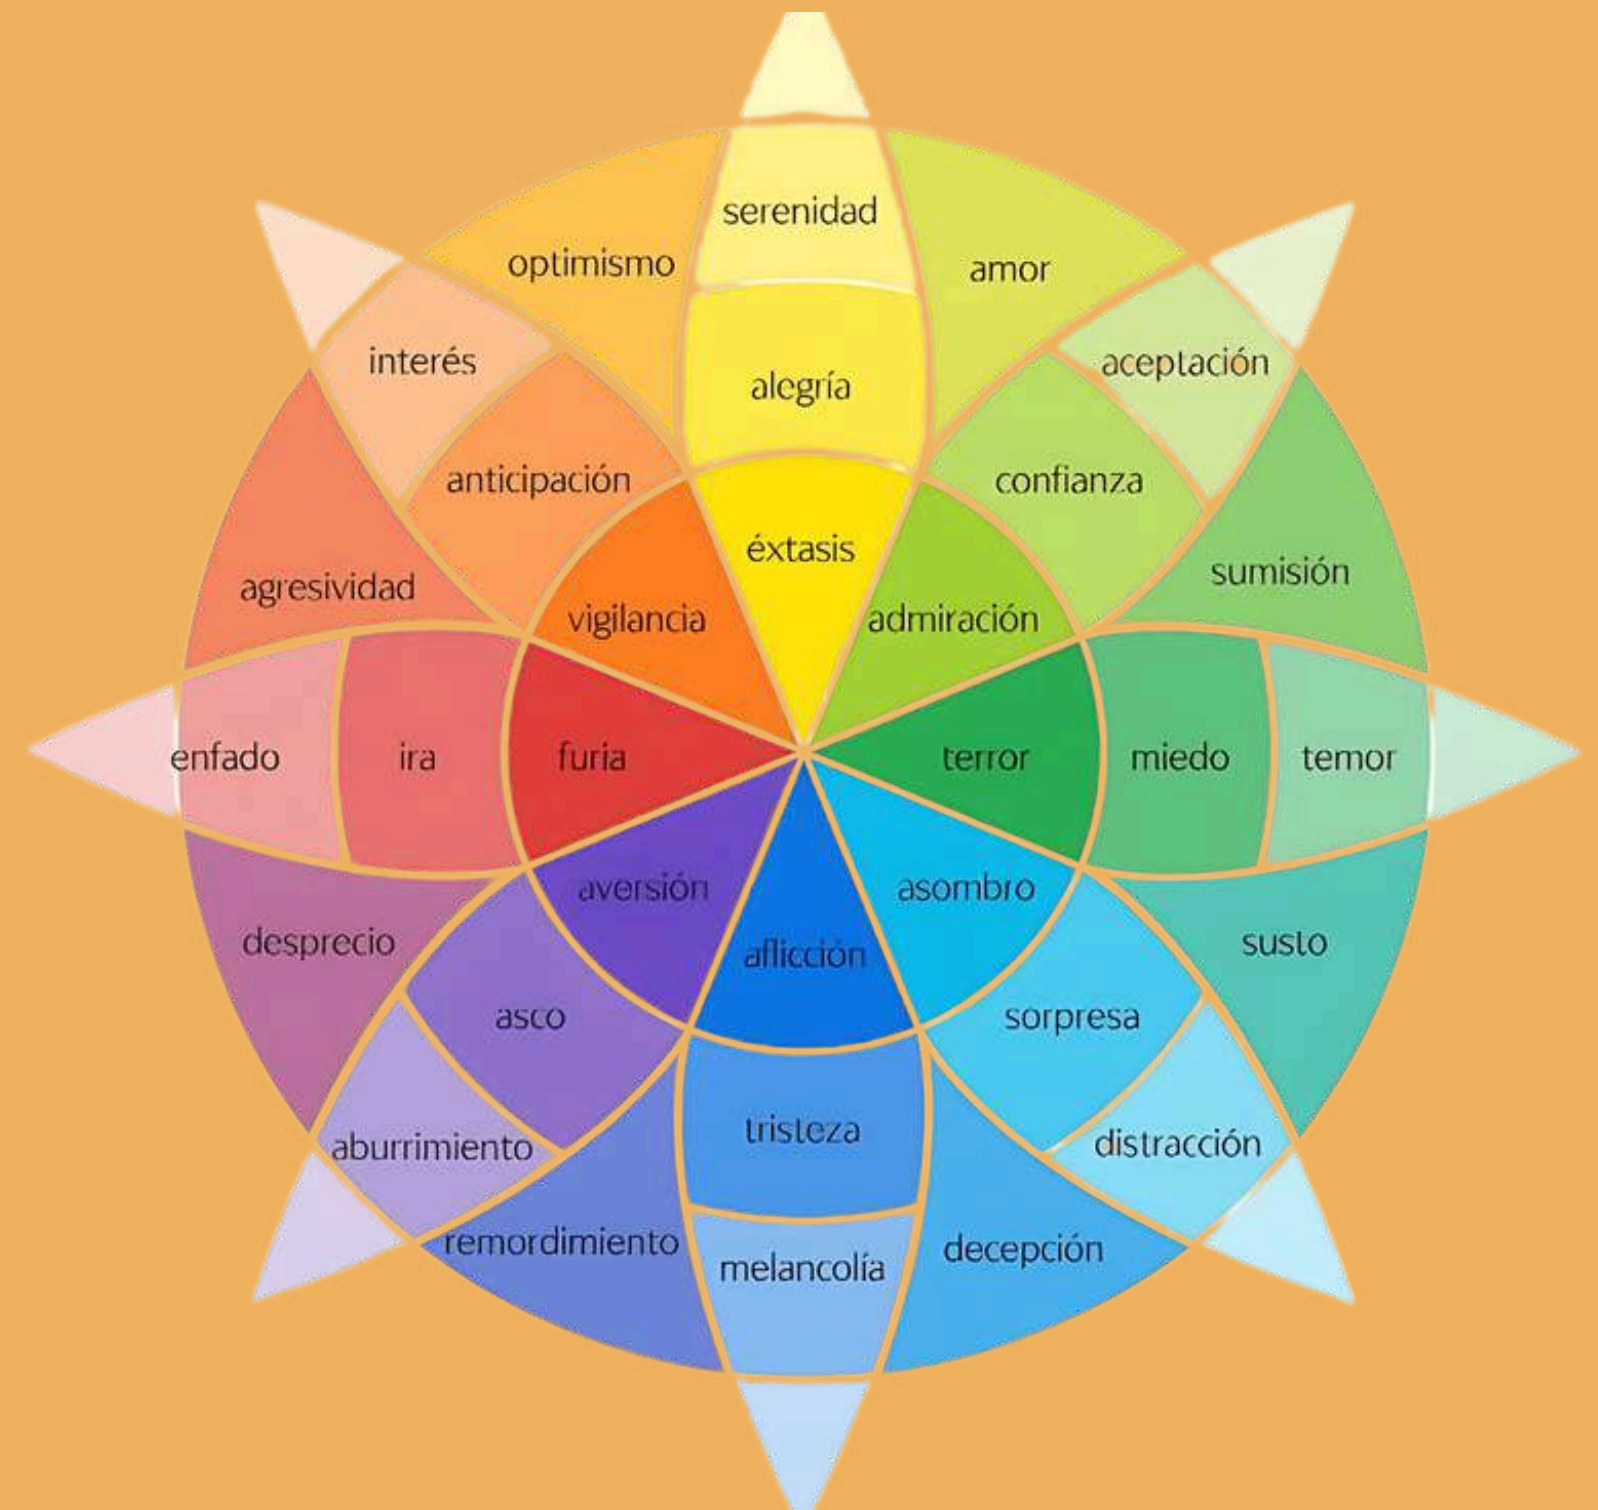 serenidad
optimismo
amor
interés
aceptación
alegría
anticipación
confianza
éxtasis
agresividad
sumisión
vigilancia
admiración
enfado
ira
furia
terror
miedo
temor
aversión
asombro
desprecio
aflicción
susto
asco
sorpresa
tristeza
aburrimiento
distracción
remordimiento
melancolía
decepción